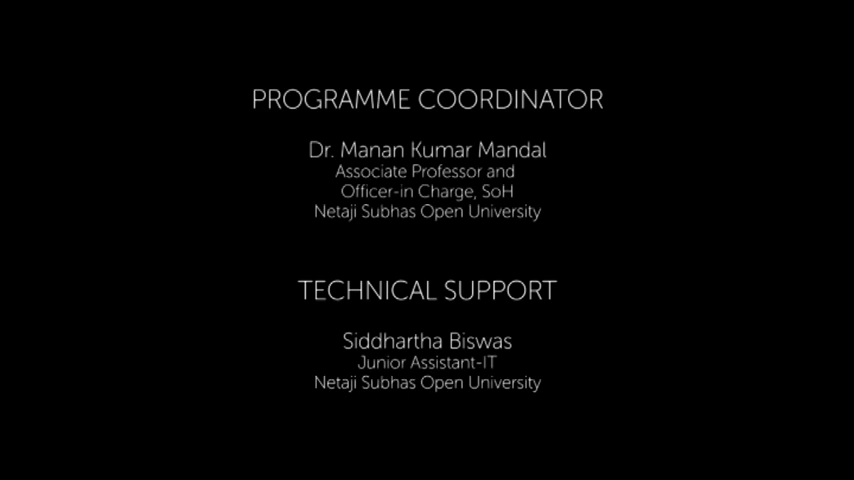 PROGRAMME COORDINATOR
Dr. Manan Kumar Mandal
Associate Professor and
Officer-in Charge, SoH
Netaji Subhas Open University
TECHNICAL SUPPORT
Siddhartha Biswas
Junior Assistant-IT
Netaji Subhas Open University